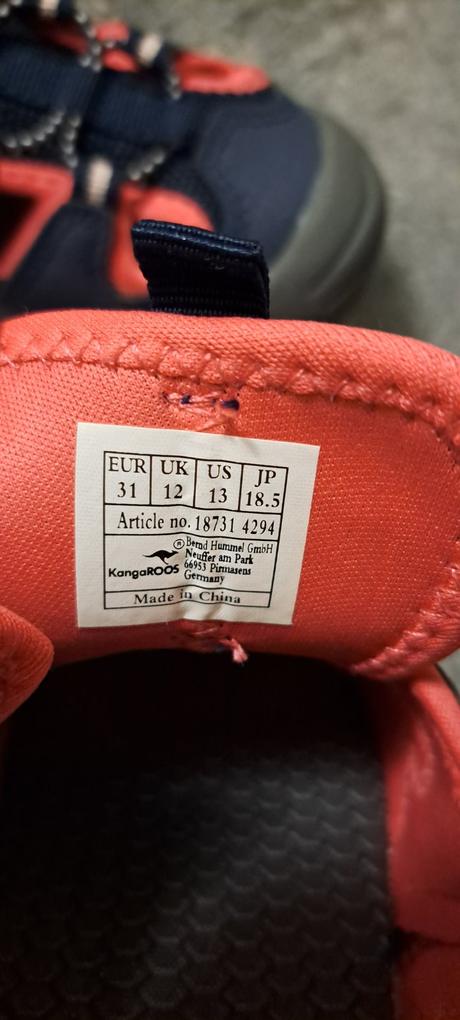 EUR UK US JP
31 12 13 18.5
Article no. 18731 4294
® Bernd Hummel GmbH
Neuffer am Park
KangaROOS 66953 Pirmasens
Germany
Made in China